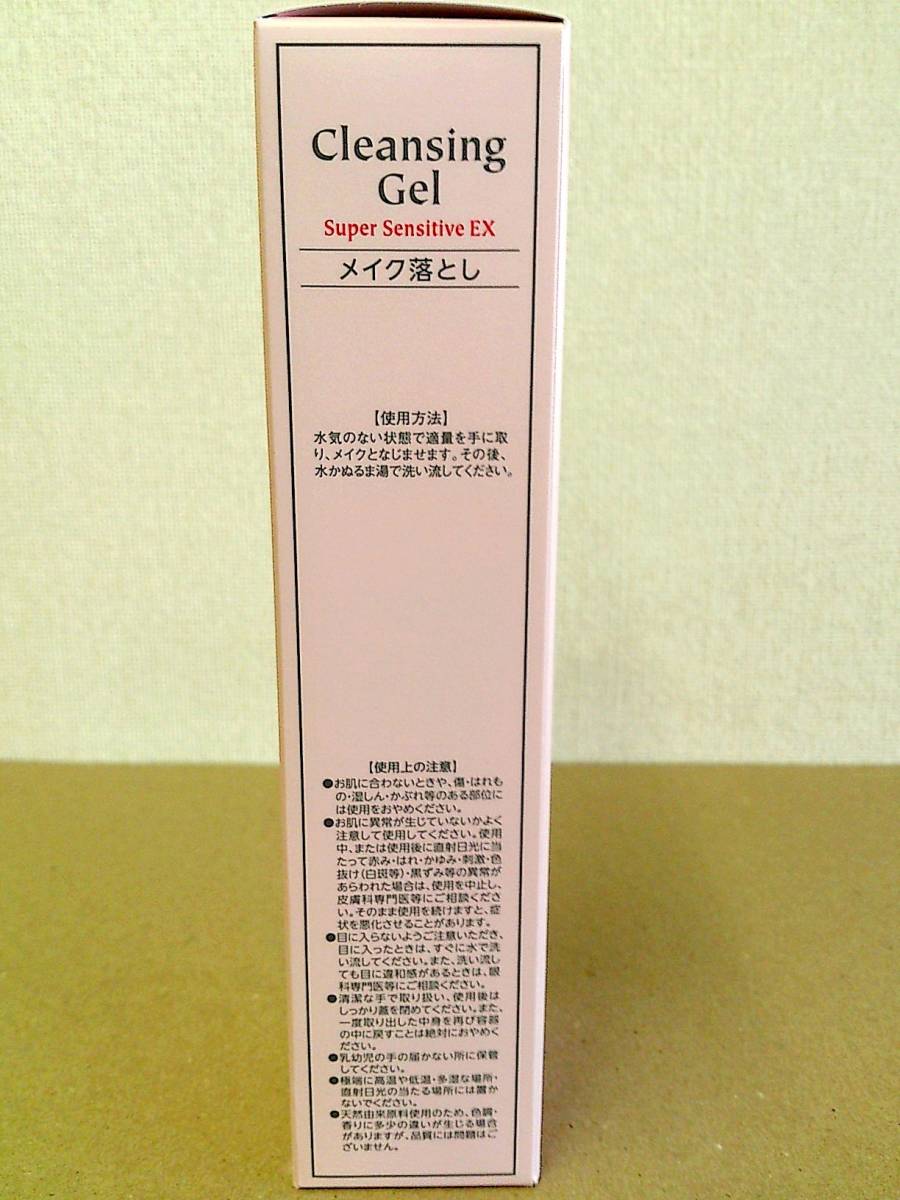 Cleansing
Gel
Super Sensitive EX
メイク落とし
【使用方法】
水気のない状態で適量を手に取
り、メイクとなじませます。その後、
水かぬるま湯で洗い流してください。
【使用上の注意】
●お肌に合わないときや、傷・はれも
の・湿しん・かぶれ等のある部位に
は使用をおやめください。
●お肌に異常が生じていないかよく
注意して使用してください。使用
中、または使用後に直射日光に当
たって赤み・はれ・かゆみ・刺激・色
抜け(白斑等)・黒ずみ等の異常が
あらわれた場合は、使用を中止し、
皮膚科専門医等にご相談くださ
い。そのまま使用を続けますと、症
状を悪化させることがあります。
●目に入らないようご注意いただき、
目に入ったときは、すぐに水で洗
い流してください。また、洗い流し
ても目に違和感があるときは、眼
科専門医等にご相談ください。
●清潔な手で取り扱い、使用後は
しっかり蓋を閉めてください。また、
一度取り出した中身を再び容器
の中に戻すことは絶対におやめく
ださい。
●乳幼児の手の届かない所に保管
してください。
●極端に高温や低温・多湿な場所・
直射日光の当たる場所には置か
ないでください。
●天然由来原料使用のため、色調・
香りに多少の違いが生じる場合
がありますが、品質には問題はご
ざいません。